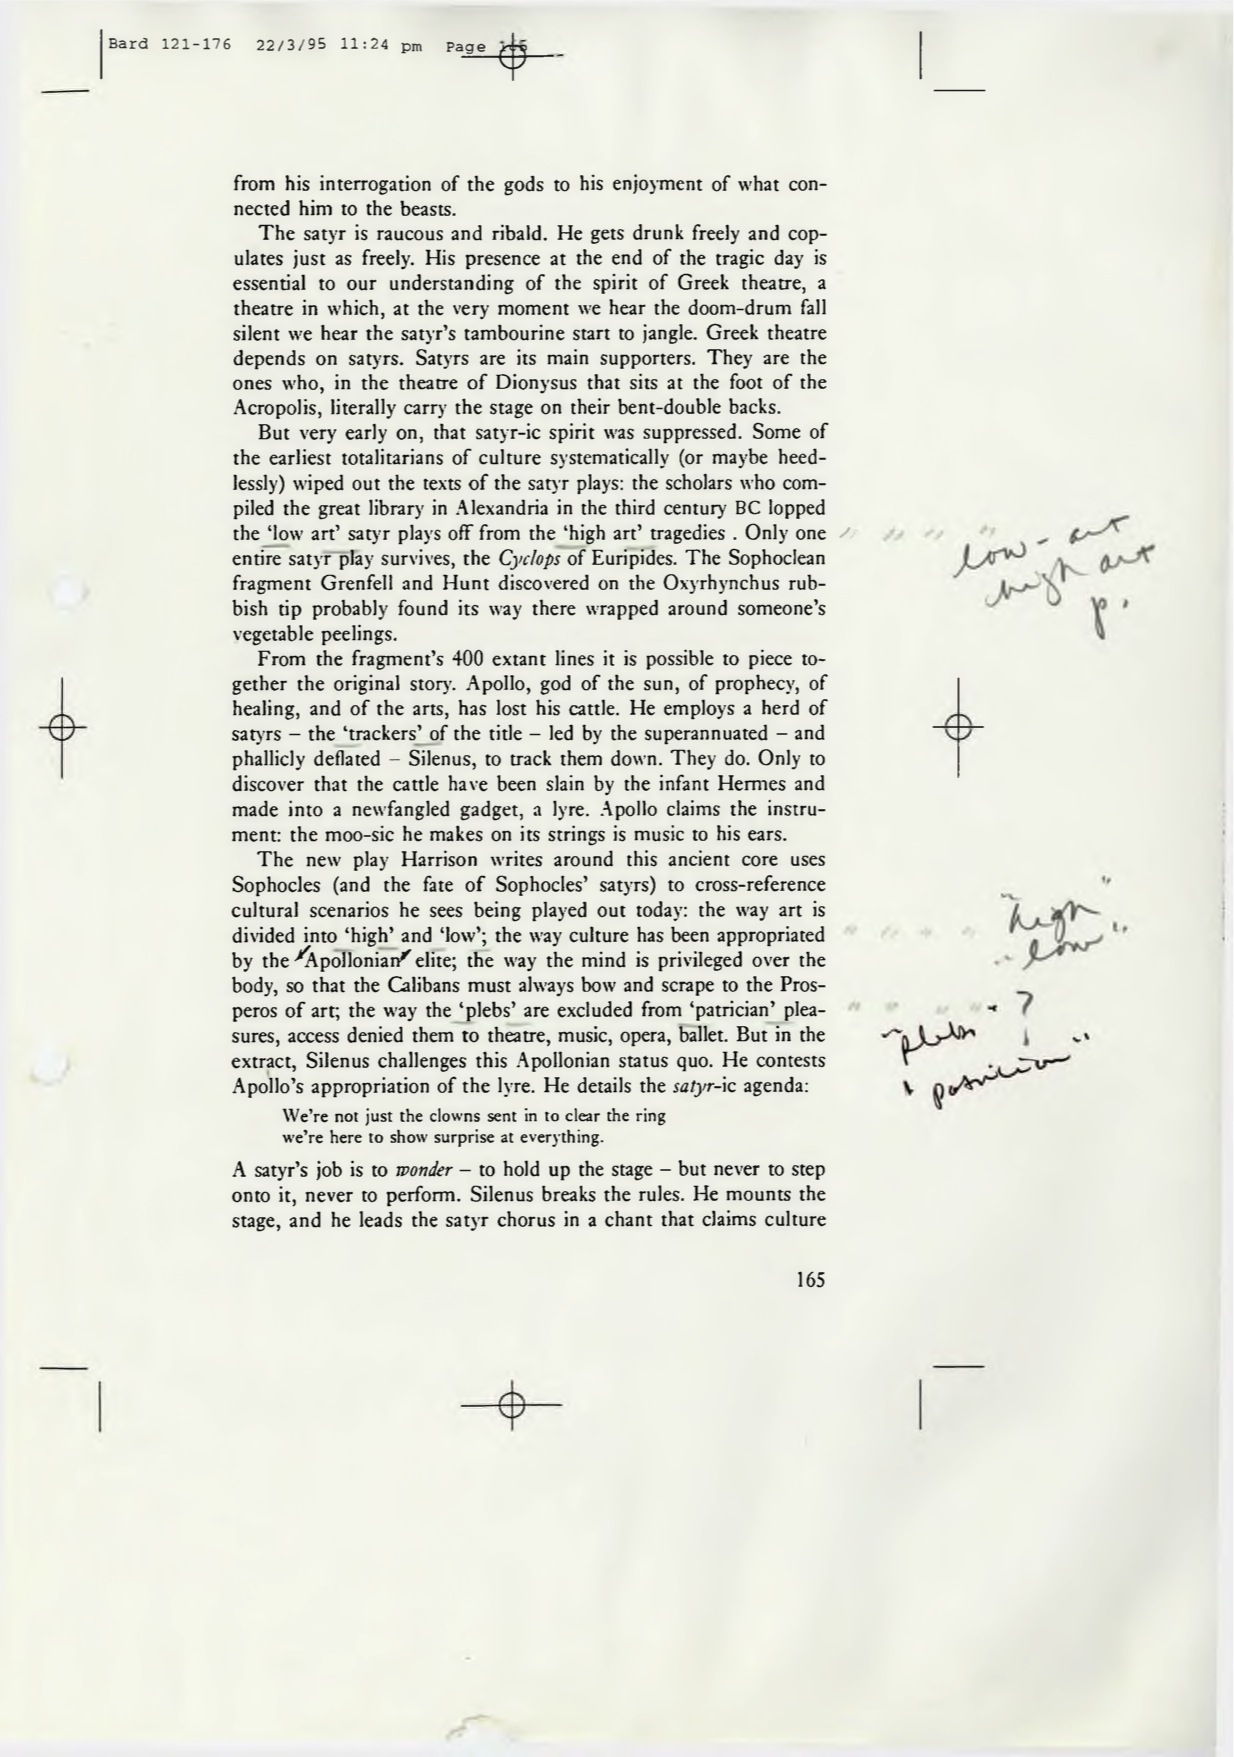 Bard 121-176 22/3/95 11:24 pm Page
from his interrogation of the gods to his enjoyment of what con-
nected him to the beasts.
The satyr is raucous and ribald. He gets drunk freely and cop-
ulates just as freely. His presence at the end of the tragic day is
essential to our understanding of the spirit of Greek theatre, a
theatre in which, at the very moment we hear the doom-drum fall
silent we hear the satyr's tambourine start to jangle. Greek theatre
depends on satyrs. Satyrs are its main supporters. They are the
ones who, in the theatre of Dionysus that sits at the foot of the
Acropolis, literally carry the stage on their bent-double backs.
But very early on, that satyr-ic spirit was suppressed. Some of
the earliest totalitarians of culture systematically (or maybe heed-
lessly) wiped out the texts of the satyr plays: the scholars who com-
piled the great library in Alexandria in the third century BC lopped
the ‘low art’ satyr plays off from the ‘high art’ tragedies . Only one
entire satyr play survives, the Cyclops of Euripides. The Sophoclean
fragment Grenfell and Hunt discovered on the Oxyrhynchus rub-
bish tip probably found its way there wrapped around someone's
vegetable peelings.
low-art
high art
p.
From the fragment's 400 extant lines it is possible to piece to-
gether the original story. Apollo, god of the sun, of prophecy, of
healing, and of the arts, has lost his cattle. He employs a herd of
satyrs – the ‘trackers’ of the title – led by the superannuated – and
phallicly deflated – Silenus, to track them down. They do. Only to
discover that the cattle have been slain by the infant Hermes and
made into a newfangled gadget, a lyre. Apollo claims the instru-
ment: the moo-sic he makes on its strings is music to his ears.
The new play Harrison writes around this ancient core uses
Sophocles (and the fate of Sophocles' satyrs) to cross-reference
cultural scenarios he sees being played out today: the way art is
divided into ‘high’ and ‘low’; the way culture has been appropriated
by the "Apollonian" elite; the way the mind is privileged over the
body, so that the Calibans must always bow and scrape to the Pros-
peros of art; the way the ‘plebs’ are excluded from ‘patrician’ plea-
sures, access denied them to theatre, music, opera, ballet. But in the
extract, Silenus challenges this Apollonian status quo. He contests
Apollo's appropriation of the lyre. He details the satyr-ic agenda:
"high"
"low"
"plebs" ?
"patrician"
We're not just the clowns sent in to clear the ring
we're here to show surprise at everything.
A satyr's job is to wonder – to hold up the stage – but never to step
onto it, never to perform. Silenus breaks the rules. He mounts the
stage, and he leads the satyr chorus in a chant that claims culture
165